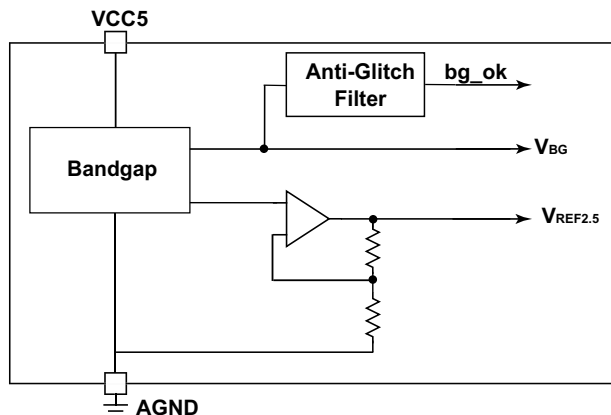 VCC5
Anti-Glitch
Filter
bg_ok
Bandgap
VBG
VREF2.5
AGND